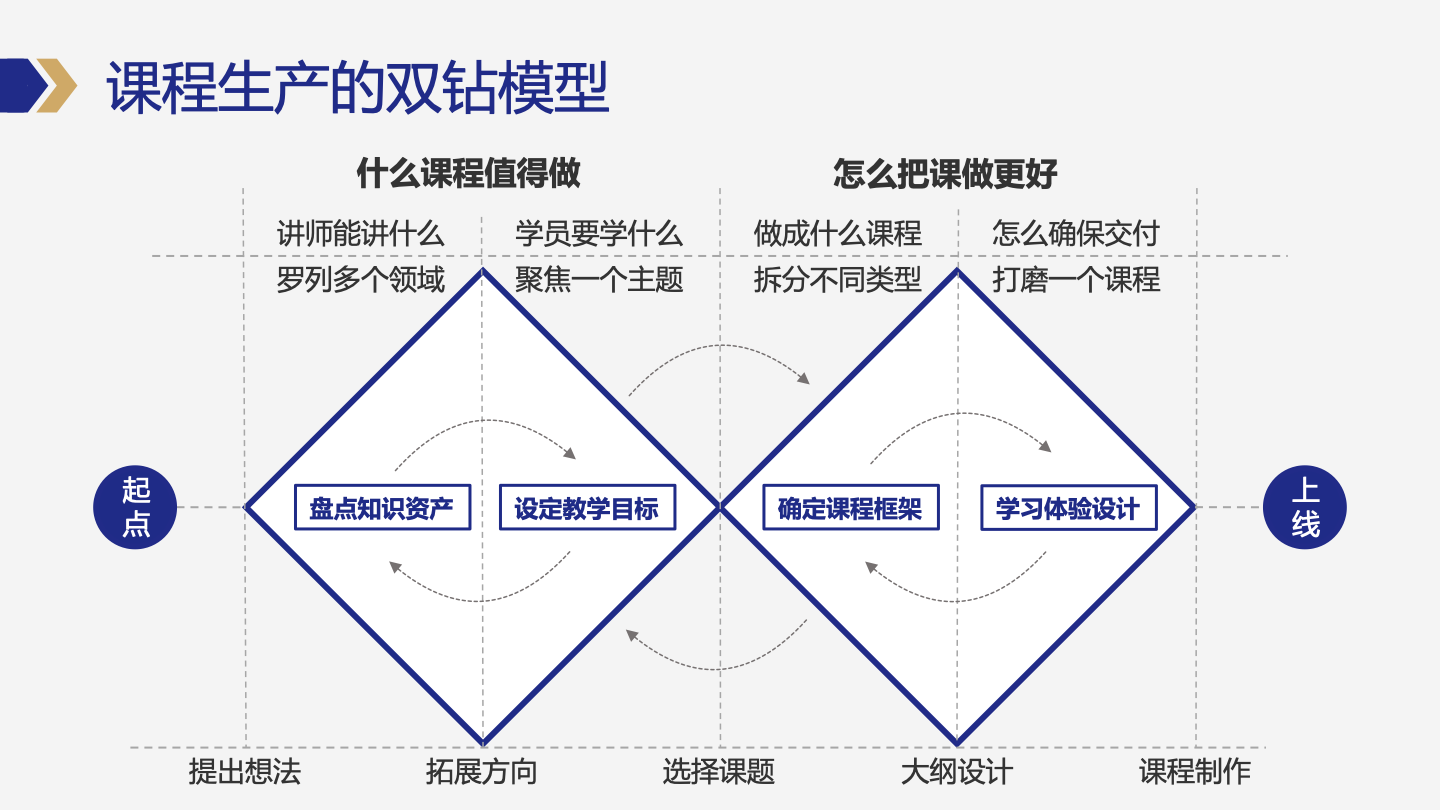 课程生产的双钻模型
什么课程值得做
怎么把课做更好
讲师能讲什么
学员要学什么
做成什么课程
怎么确保交付
罗列多个领域
聚焦一个主题
拆分不同类型
打磨一个课程
起
点
盘点知识资产
设定教学目标
确定课程框架
学习体验设计
上
线
提出想法
拓展方向
选择课题
大纲设计
课程制作